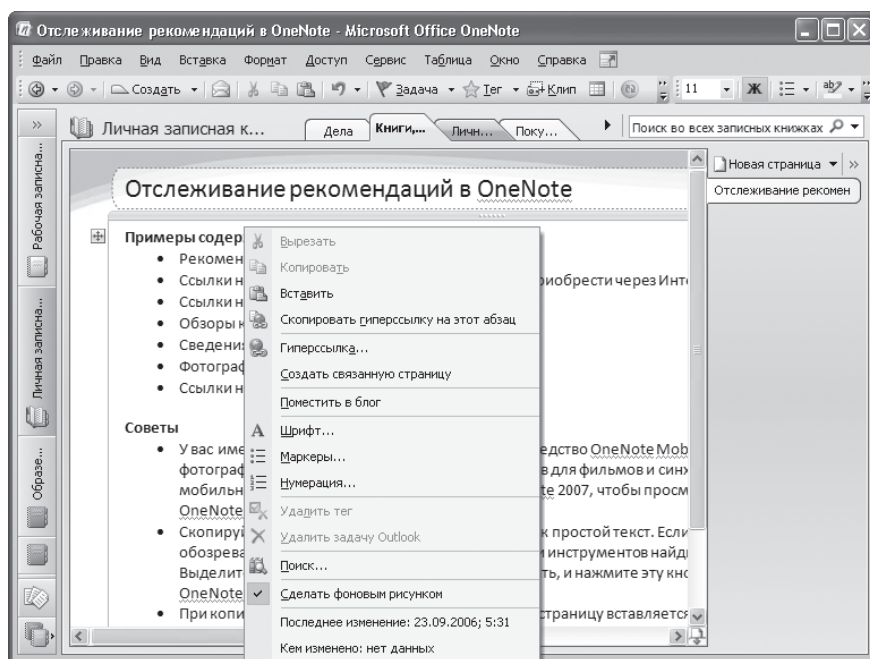 Отслеживание рекомендаций в OneNote - Microsoft Office OneNote
Файл Правка Вид Вставка Формат Доступ Сервис Таблица Окно Справка
Создать Задача Тег Клип 11 Ж ab
Личная записная к... Дела Книги,... Личн... Поку... Поиск во всех записных книжках
Рабочая записна...
Личная записна...
Образе...
Новая страница
Отслеживание рекомен
Отслеживание рекомендаций в OneNote
Примеры содер
Рекомен
Ссылки н риобрести через Инт
Ссылки н
Обзоры к
Сведени
Фотограф
Ссылки н
Советы
У вас име едство OneNote Mob
фотограф в для фильмов и син
мобильн te 2007, чтобы просм
OneNote
Скопируй к простой текст. Если
обозрева и инструментов найд
Выделит ть, и нажмите эту кно
OneNote
При копи страницу вставляется
Вырезать
Копировать
Вставить
Скопировать гиперссылку на этот абзац
Гиперссылка...
Создать связанную страницу
Поместить в блог
Шрифт...
Маркеры...
Нумерация...
Удалить тег
Удалить задачу Outlook
Поиск...
Сделать фоновым рисунком
Последнее изменение: 23.09.2006; 5:31
Кем изменено: нет данных